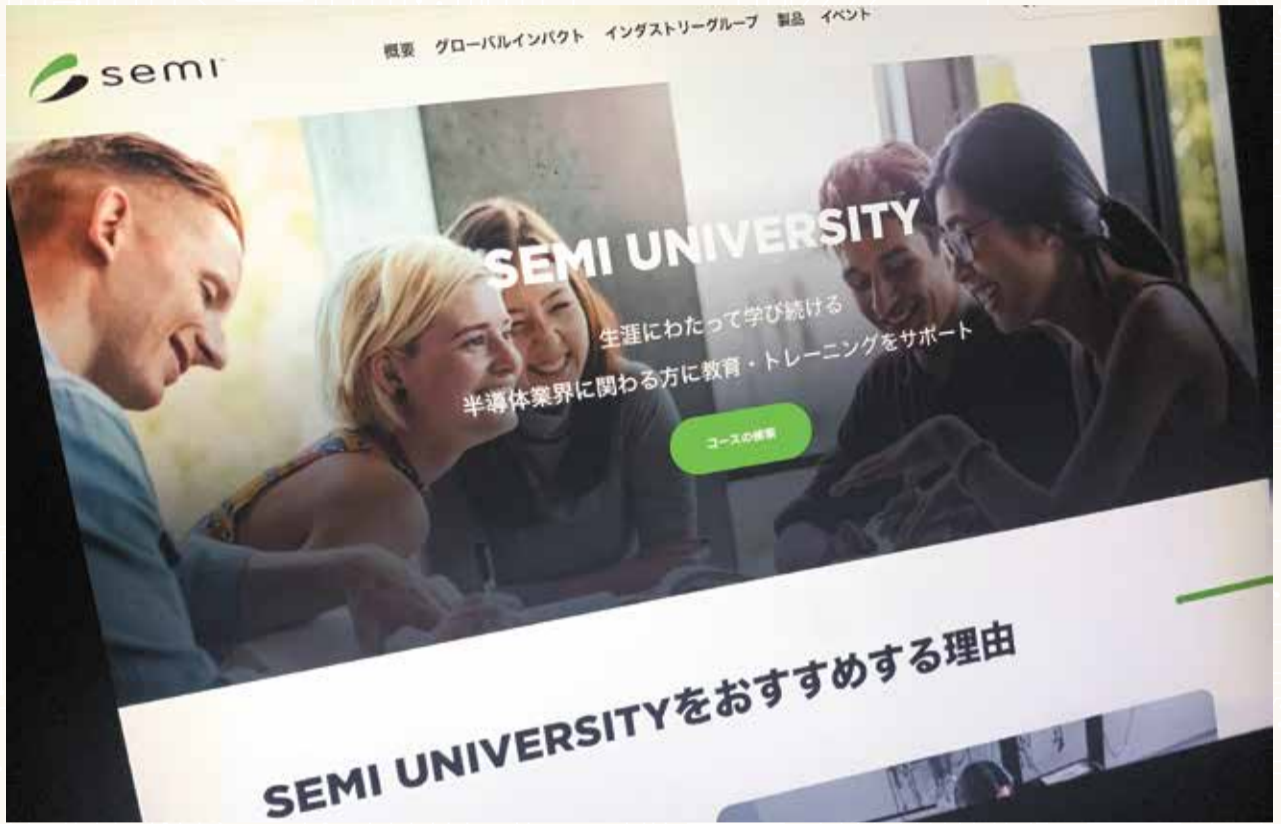 semi
概要 グローバルインパクト インダストリーグループ 製品 イベント
SEMI UNIVERSITY
生涯にわたって学び続ける
半導体業界に関わる方に教育・トレーニングをサポート
コースの検索
SEMI UNIVERSITYをおすすめする理由